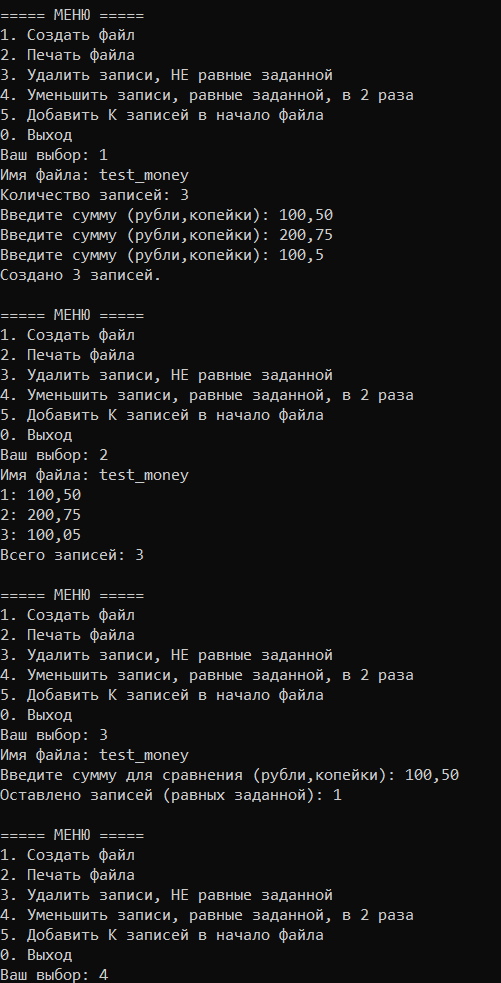 ===== МЕНЮ =====
1. Создать файл
2. Печать файла
3. Удалить записи, НЕ равные заданной
4. Уменьшить записи, равные заданной, в 2 раза
5. Добавить K записей в начало файла
0. Выход
Ваш выбор: 1
Имя файла: test_money
Количество записей: 3
Введите сумму (рубли,копейки): 100,50
Введите сумму (рубли,копейки): 200,75
Введите сумму (рубли,копейки): 100,5
Создано 3 записей.

===== МЕНЮ =====
1. Создать файл
2. Печать файла
3. Удалить записи, НЕ равные заданной
4. Уменьшить записи, равные заданной, в 2 раза
5. Добавить K записей в начало файла
0. Выход
Ваш выбор: 2
Имя файла: test_money
1: 100,50
2: 200,75
3: 100,05
Всего записей: 3

===== МЕНЮ =====
1. Создать файл
2. Печать файла
3. Удалить записи, НЕ равные заданной
4. Уменьшить записи, равные заданной, в 2 раза
5. Добавить K записей в начало файла
0. Выход
Ваш выбор: 3
Имя файла: test_money
Введите сумму для сравнения (рубли,копейки): 100,50
Оставлено записей (равных заданной): 1

===== МЕНЮ =====
1. Создать файл
2. Печать файла
3. Удалить записи, НЕ равные заданной
4. Уменьшить записи, равные заданной, в 2 раза
5. Добавить K записей в начало файла
0. Выход
Ваш выбор: 4